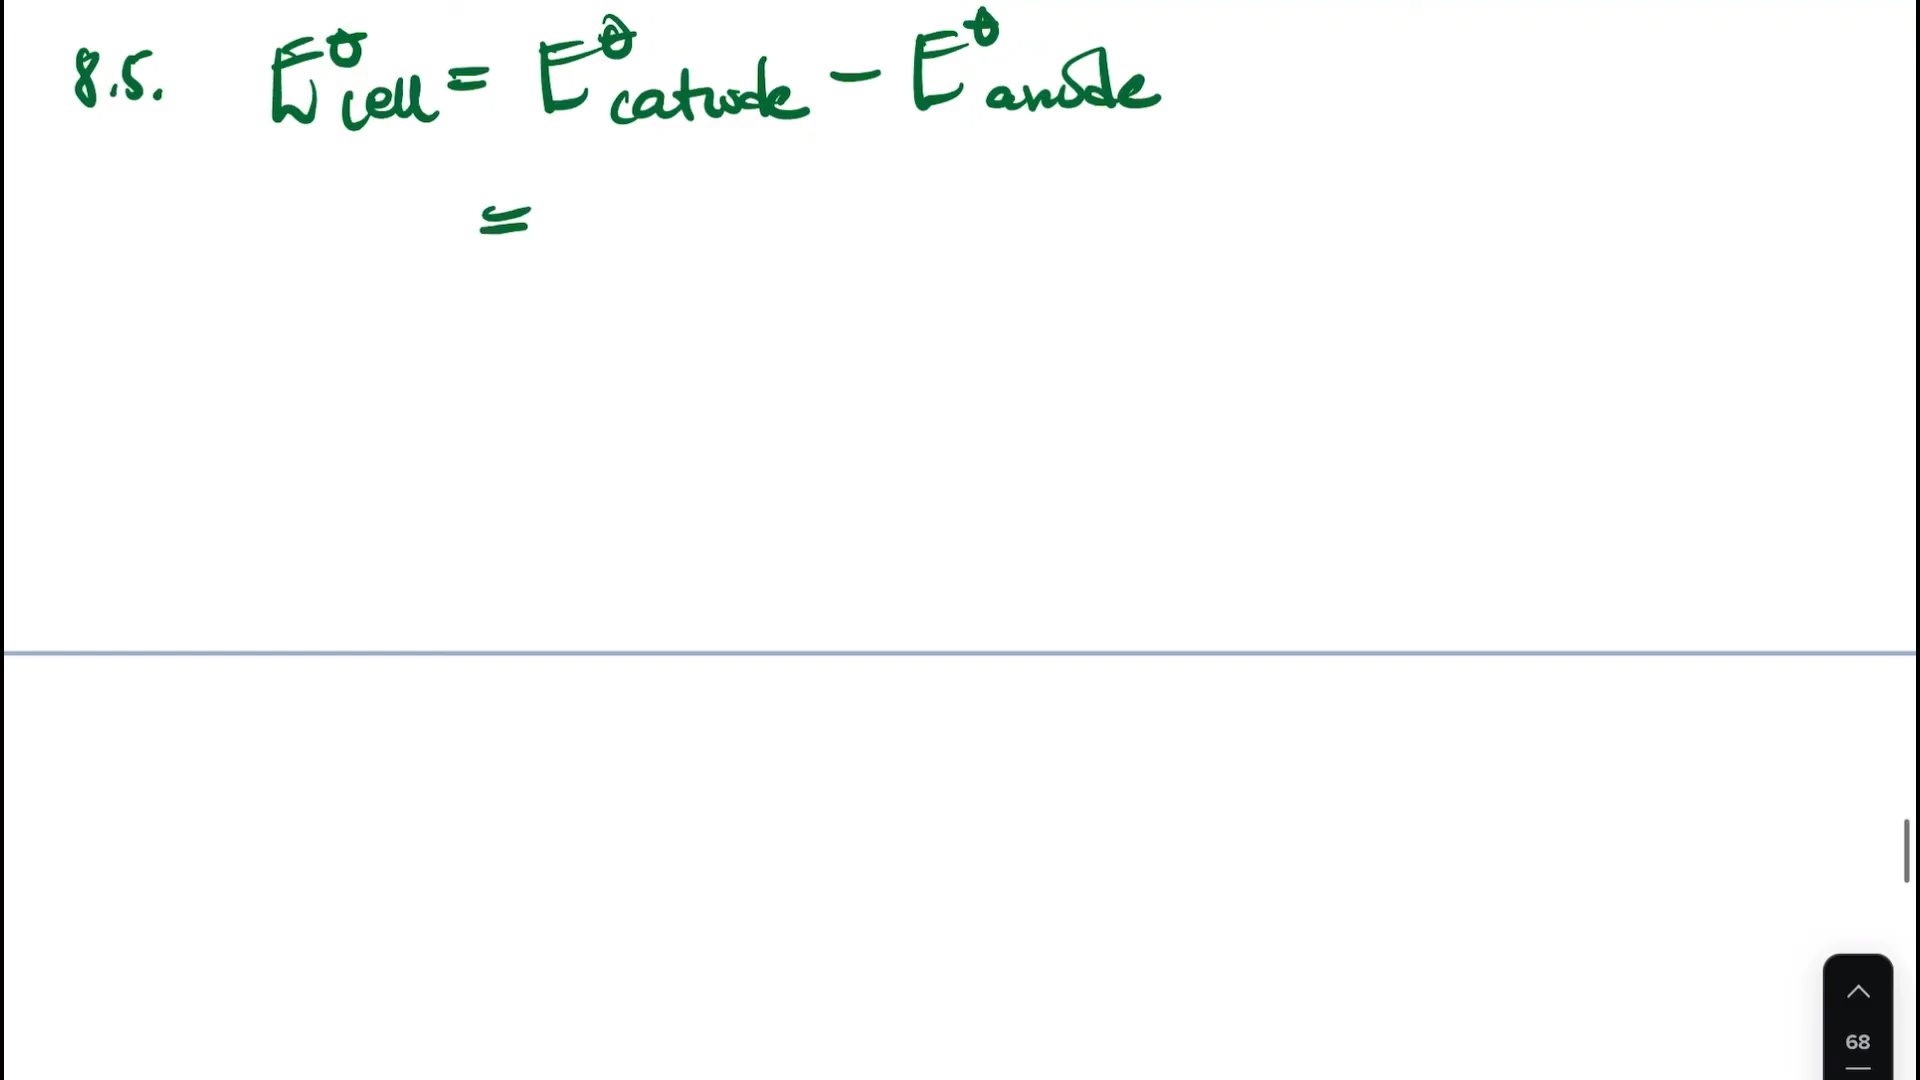 8.5. E°cell = E°catode - E°anode
=
68